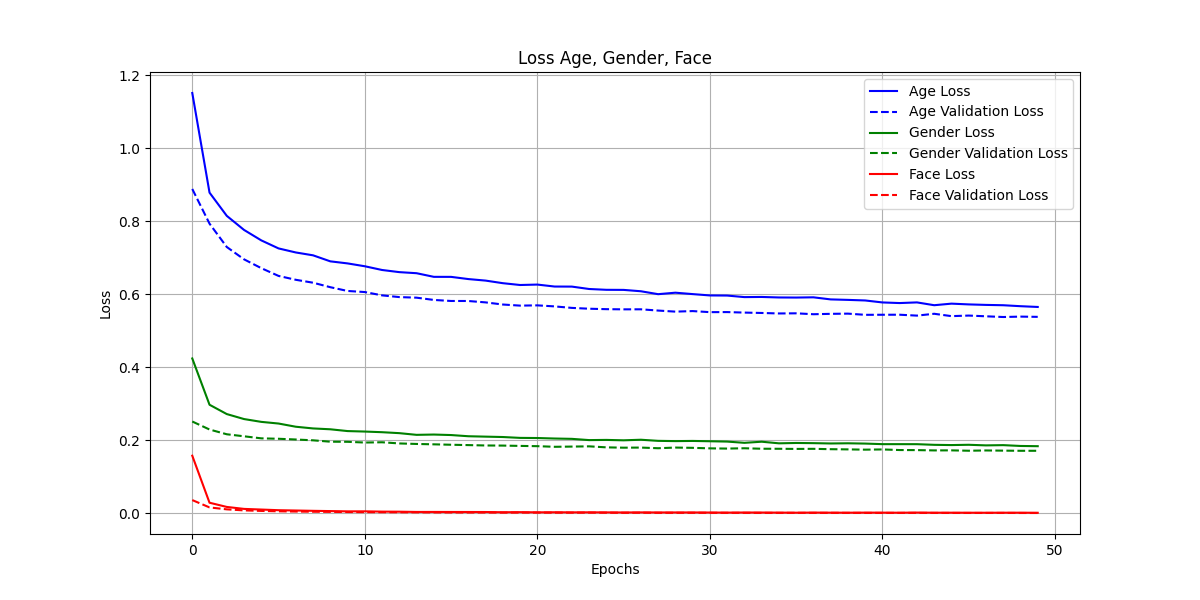 Loss Age, Gender, Face
1.2
1.0
0.8
0.6
0.4
0.2
0.0
Loss
0 10 20 30 40 50
Epochs
Age Loss
Age Validation Loss
Gender Loss
Gender Validation Loss
Face Loss
Face Validation Loss